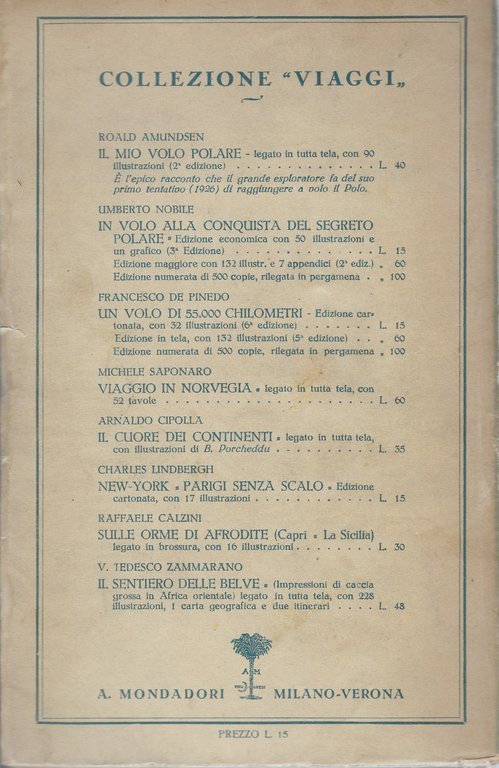 COLLEZIONE "VIAGGI„
ROALD AMUNDSEN
IL MIO VOLO POLARE - legato in tutta tela, con 90
illustrazioni (2ª edizione) . . . . . . . . . . . . . . L. 40
È l'epico racconto che il grande esploratore fa del suo
primo tentativo (1926) di raggiungere a volo il Polo.
UMBERTO NOBILE
IN VOLO ALLA CONQUISTA DEL SEGRETO
POLARE - Edizione economica con 50 illustrazioni e
un grafico (3ª Edizione) . . . . . . . . . . . . . . L. 15
Edizione maggiore con 132 illustr. e 7 appendici (2ª ediz.) „ 60
Edizione numerata di 500 copie, rilegata in pergamena . „ 100
FRANCESCO DE PINEDO
UN VOLO DI 55.000 CHILOMETRI - Edizione car-
tonata, con 32 illustrazioni (6ª edizione) . . . . . . . L. 15
Edizione in tela, con 132 illustrazioni (5ª edizione) . . „ 60
Edizione numerata di 500 copie, rilegata in pergamena „ 100
MICHELE SAPONARO
VIAGGIO IN NORVEGIA - legato in tutta tela, con
52 tavole . . . . . . . . . . . . . . . . . . . . . . L. 60
ARNALDO CIPOLLA
IL CUORE DEI CONTINENTI - legato in tutta tela,
con illustrazioni di B. Porcheddu . . . . . . . . . . L. 35
CHARLES LINDBERGH
NEW-YORK - PARIGI SENZA SCALO - Edizione
cartonata, con 17 illustrazioni . . . . . . . . . . . . L. 15
RAFFAELE CALZINI
SULLE ORME DI AFRODITE (Capri - La Sicilia)
legato in brossura, con 16 illustrazioni . . . . . . . . L. 30
V. TEDESCO ZAMMARANO
IL SENTIERO DELLE BELVE - (Impressioni di caccia
grossa in Africa orientale) legato in tutta tela, con 228
illustrazioni, 1 carta geografica e due itinerari . . . . L. 48
A M
A. MONDADORI MILANO-VERONA
PREZZO L. 15